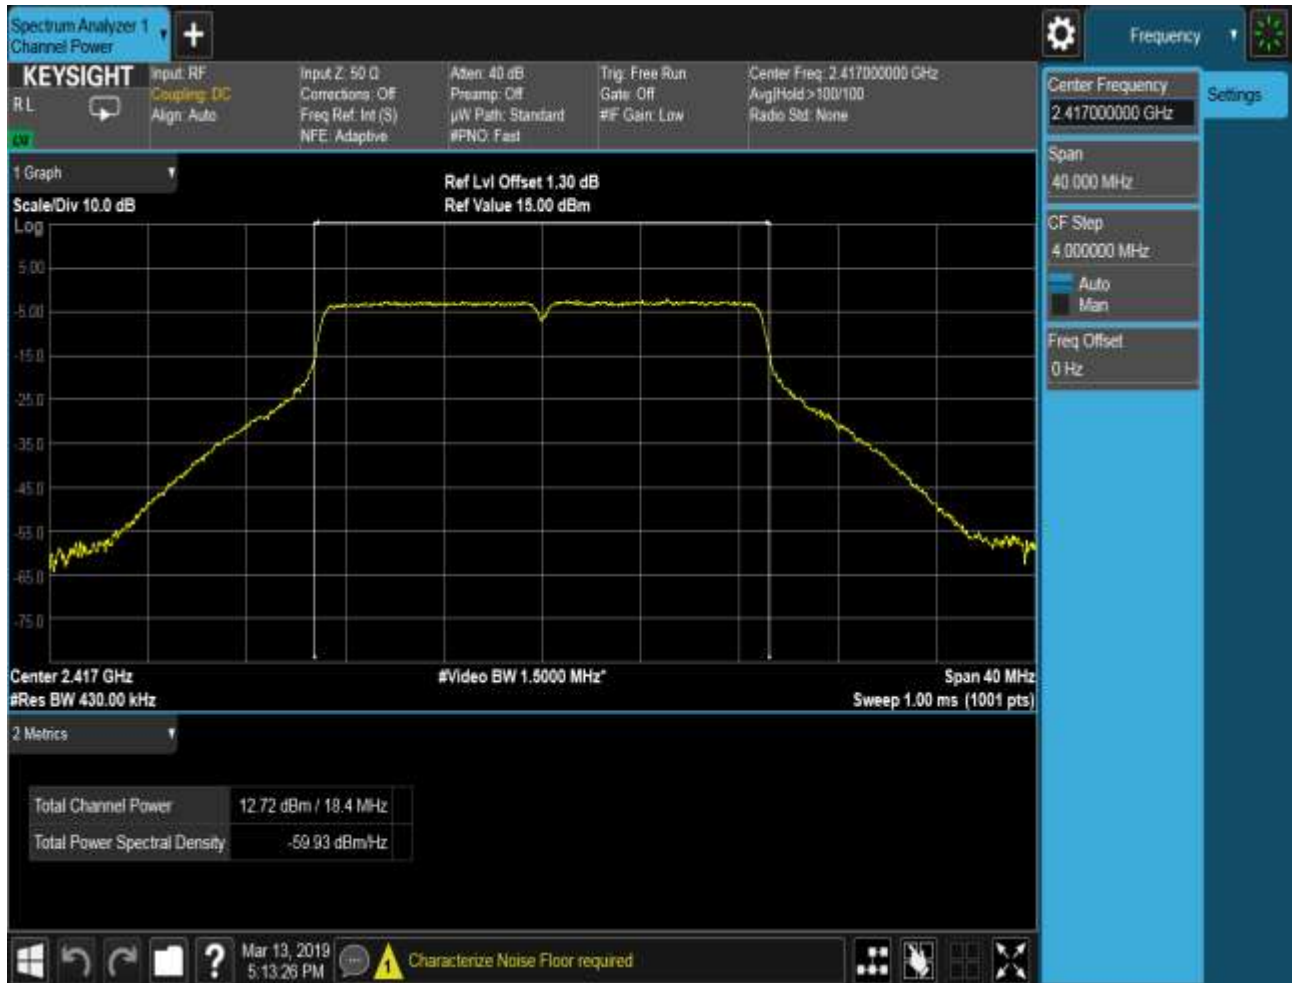 Spectrum Analyzer 1
Channel Power
Frequency
KEYSIGHT
RL
Input: RF
Coupling: DC
Align: Auto
Input Z: 50 Ω
Corrections: Off
Freq Ref: Int (S)
NFE: Adaptive
Atten: 40 dB
Preamp: Off
µW Path: Standard
#PNO: Fast
Trig: Free Run
Gate: Off
#IF Gain: Low
Center Freq: 2.417000000 GHz
Avg|Hold:>100/100
Radio Std: None
Center Frequency
2.417000000 GHz
Settings
Span
40.000 MHz
CF Step
4.000000 MHz
Auto
Man
Freq Offset
0 Hz
1 Graph
Scale/Div 10.0 dB
Ref Lvl Offset 1.30 dB
Ref Value 15.00 dBm
Log
5.00
-5.00
-15.0
-25.0
-35.0
-45.0
-55.0
-65.0
-75.0
Center 2.417 GHz
#Video BW 1.5000 MHz*
Span 40 MHz
#Res BW 430.00 kHz
Sweep 1.00 ms (1001 pts)
2 Metrics
Total Channel Power 12.72 dBm / 18.4 MHz
Total Power Spectral Density -59.93 dBm/Hz
Mar 13, 2019
5:13:26 PM
1
Characterize Noise Floor required